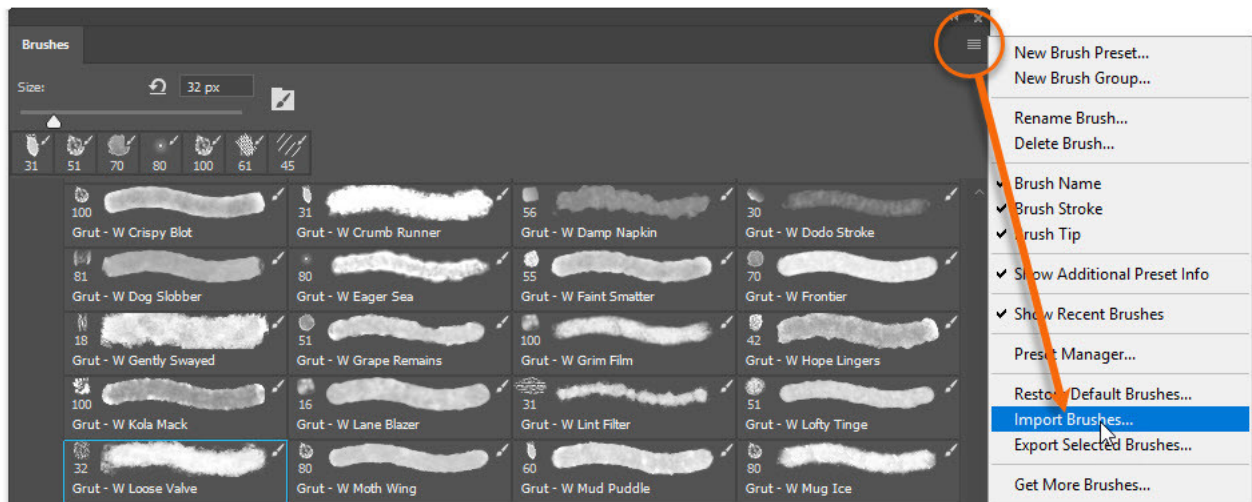 Brushes
Size:
32 px
31 51 70 80 100 61 45
100 31 56 30
Grut - W Crispy Blot Grut - W Crumb Runner Grut - W Damp Napkin Grut - W Dodo Stroke
81 80 55 70
Grut - W Dog Slobber Grut - W Eager Sea Grut - W Faint Smatter Grut - W Frontier
18 51 100 42
Grut - W Gently Swayed Grut - W Grape Remains Grut - W Grim Film Grut - W Hope Lingers
100 16 31 51
Grut - W Kola Mack Grut - W Lane Blazer Grut - W Lint Filter Grut - W Lofty Tinge
32 80 60 80
Grut - W Loose Valve Grut - W Moth Wing Grut - W Mud Puddle Grut - W Mug Ice
New Brush Preset...
New Brush Group...
Rename Brush...
Delete Brush...
Brush Name
Brush Stroke
Brush Tip
Show Additional Preset Info
Show Recent Brushes
Preset Manager...
Restore Default Brushes...
Import Brushes...
Export Selected Brushes...
Get More Brushes...